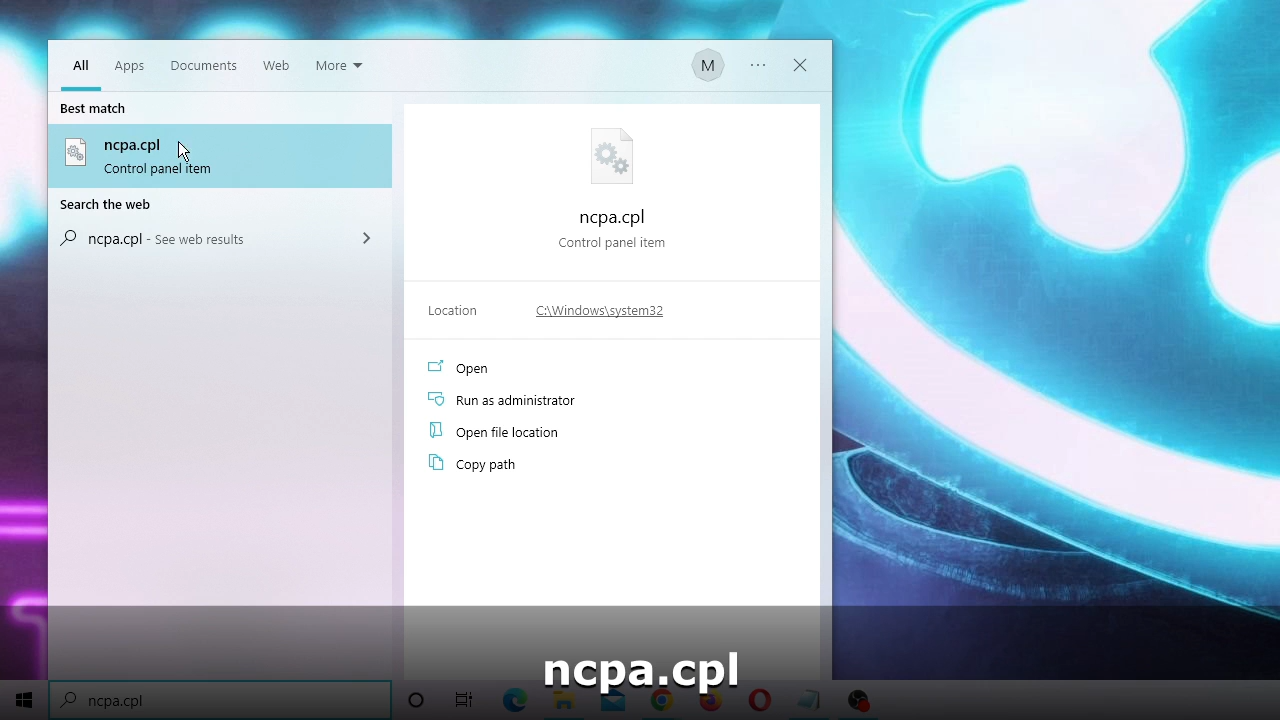 All Apps Documents Web More M ...
Best match
ncpa.cpl
Control panel item
Search the web
ncpa.cpl - See web results
ncpa.cpl
Control panel item
Location C:\Windows\system32
Open
Run as administrator
Open file location
Copy path
ncpa.cpl
ncpa.cpl